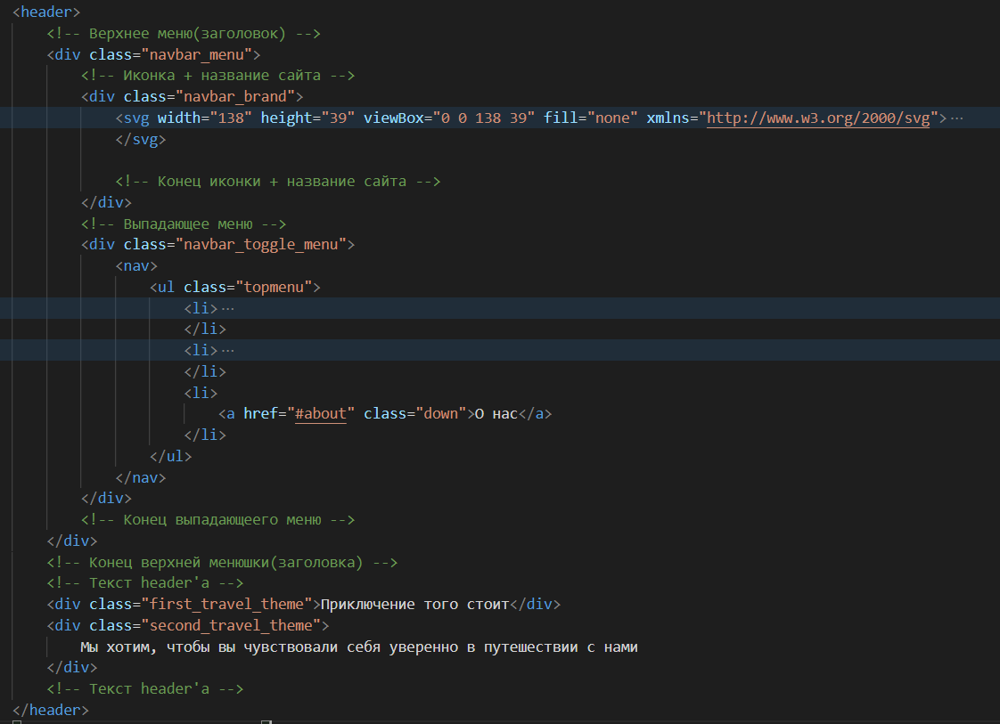 <header>
<!-- Верхнее меню(заголовок) -->
<div class="navbar_menu">
<!-- Иконка + название сайта -->
<div class="navbar_brand">
<svg width="138" height="39" viewBox="0 0 138 39" fill="none" xmlns="http://www.w3.org/2000/svg">···
</svg>
<!-- Конец иконки + название сайта -->
</div>
<!-- Выпадающее меню -->
<div class="navbar_toggle_menu">
<nav>
<ul class="topmenu">
<li>···
</li>
<li>···
</li>
<li>
<a href="#about" class="down">О нас</a>
</li>
</ul>
</nav>
</div>
<!-- Конец выпадающеего меню -->
</div>
<!-- Конец верхней менюшки(заголовка) -->
<!-- Текст header'а -->
<div class="first_travel_theme">Приключение того стоит</div>
<div class="second_travel_theme">
Мы хотим, чтобы вы чувствовали себя уверенно в путешествии с нами
</div>
<!-- Текст header'а -->
</header>